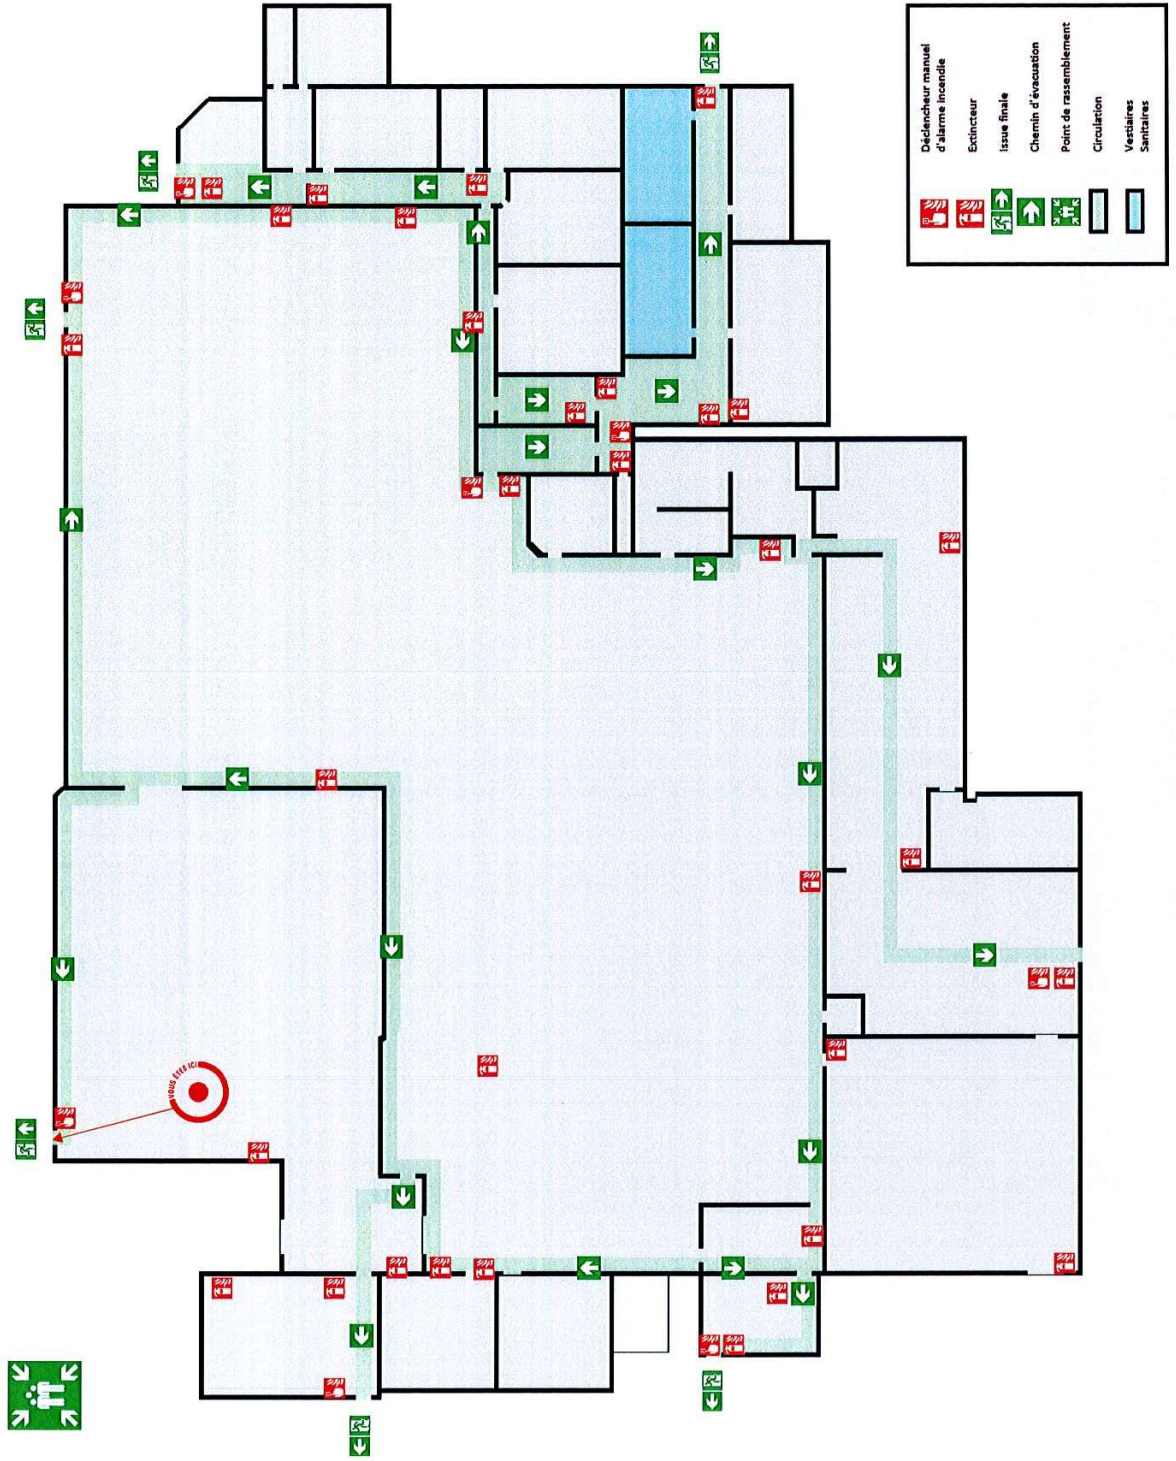 VOUS ÊTES ICI
Déclencheur manuel
d'alarme incendie
Extincteur
Issue finale
Chemin d'évacuation
Point de rassemblement
Circulation
Vestiaires
Sanitaires